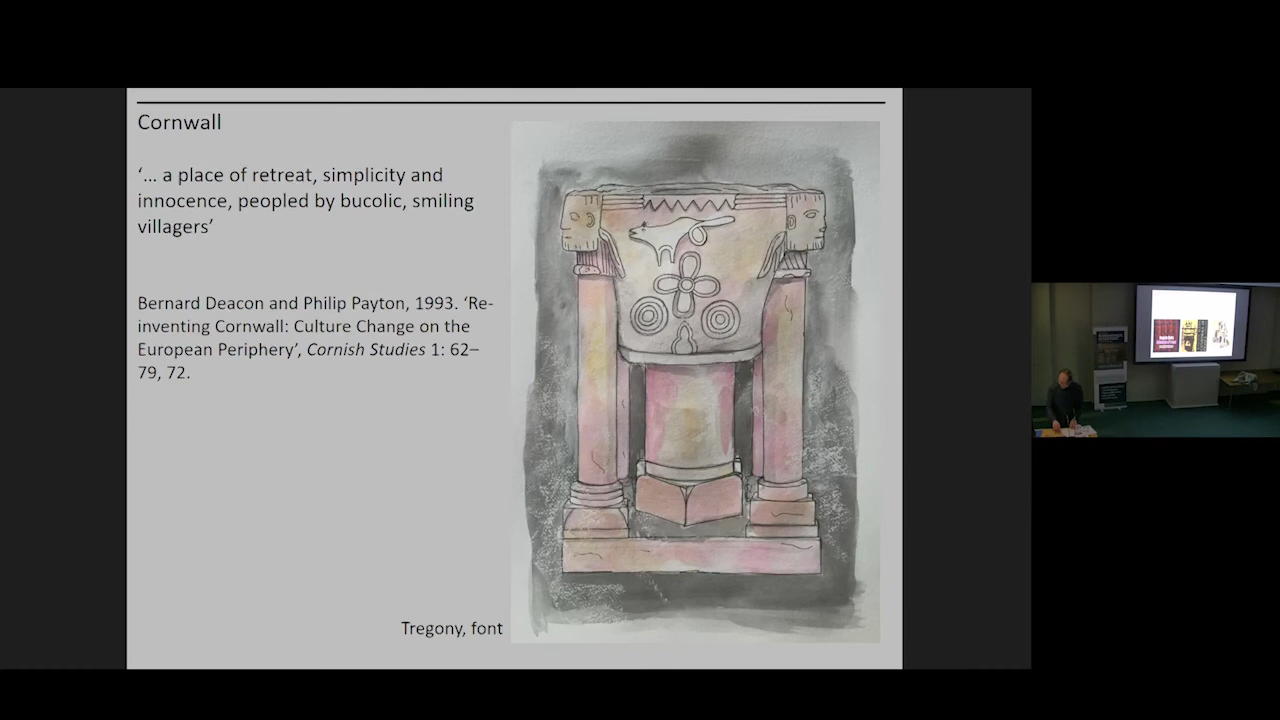 Cornwall
‘... a place of retreat, simplicity and
innocence, peopled by bucolic, smiling
villagers’
Bernard Deacon and Philip Payton, 1993. ‘Re-
inventing Cornwall: Culture Change on the
European Periphery’, Cornish Studies 1: 62–
79, 72.
Tregony, font